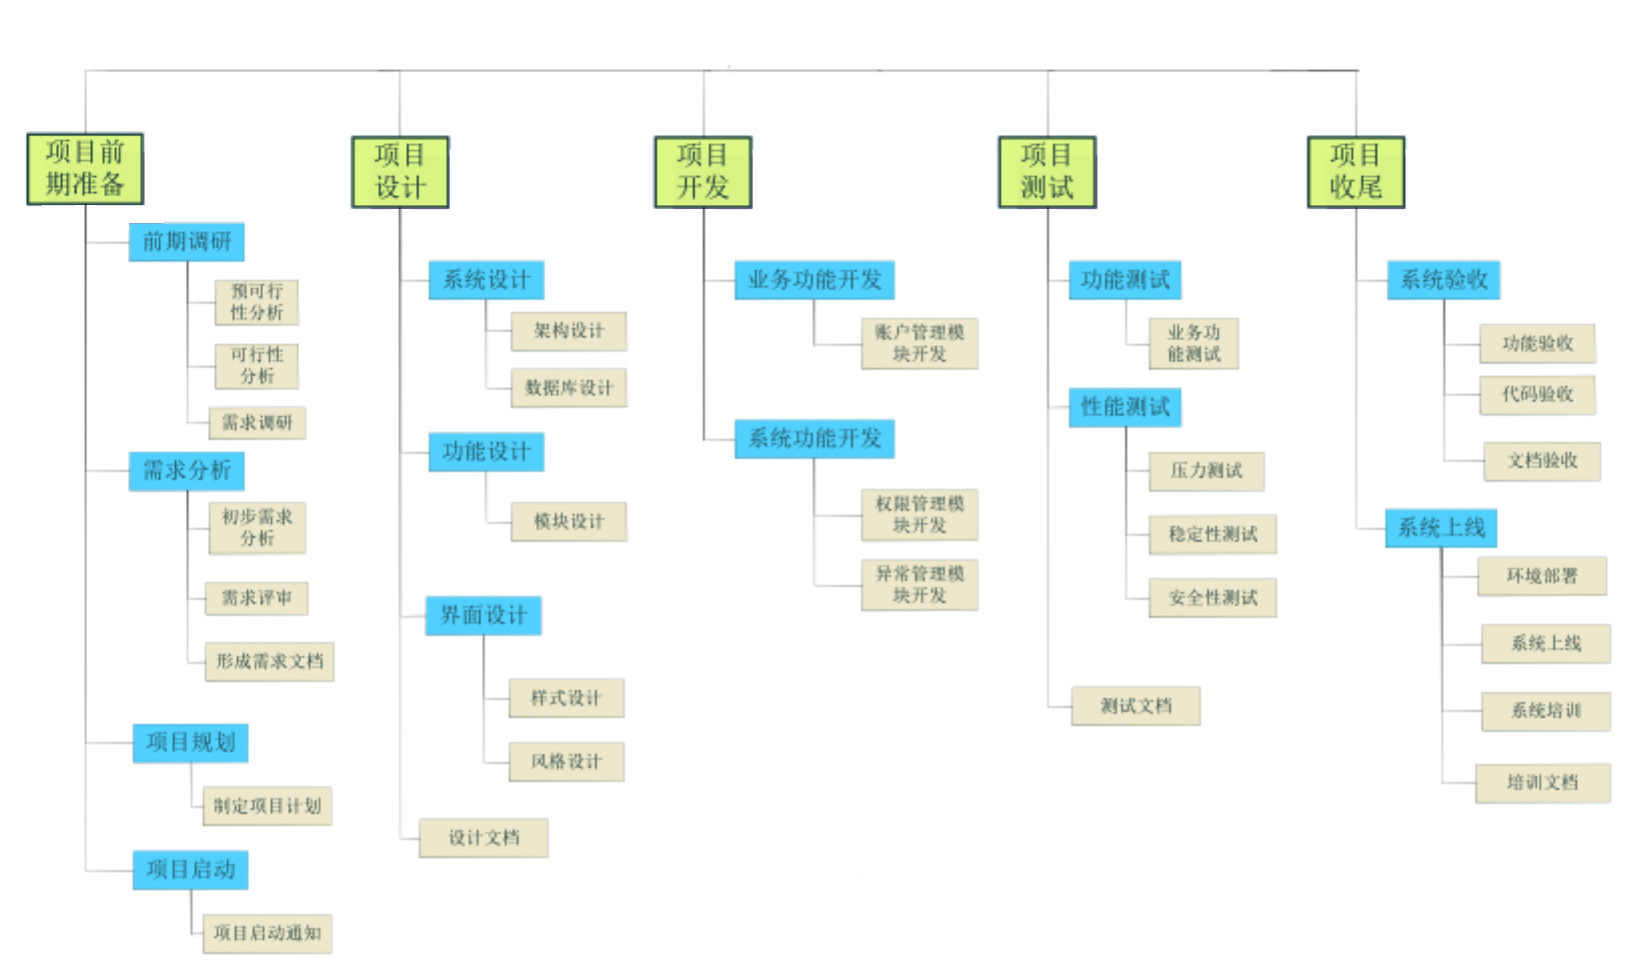 项目前
期准备
前期调研
预可行
性分析
可行性
分析
需求调研
需求分析
初步需求
分析
需求评审
形成需求文档
项目规划
制定项目计划
项目启动
项目启动通知
项目
设计
系统设计
架构设计
数据库设计
功能设计
模块设计
界面设计
样式设计
风格设计
设计文档
项目
开发
业务功能开发
账户管理模
块开发
系统功能开发
权限管理模
块开发
异常管理模
块开发
项目
测试
功能测试
业务功
能测试
性能测试
压力测试
稳定性测试
安全性测试
测试文档
项目
收尾
系统验收
功能验收
代码验收
文档验收
系统上线
环境部署
系统上线
系统培训
培训文档